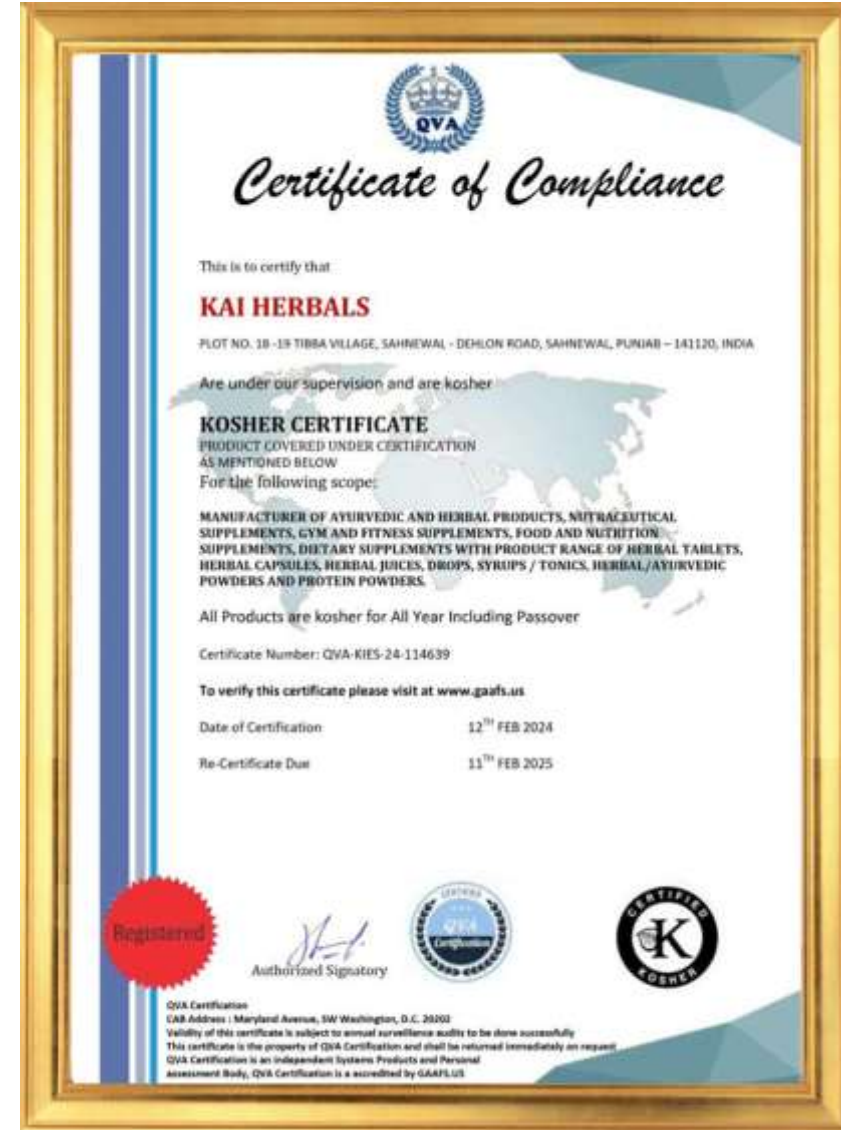 QVA
Certificate of Compliance
This is to certify that
KAI HERBALS
PLOT NO. 18 -19 TIBBA VILLAGE, SAHNEWAL - DEHLON ROAD, SAHNEWAL, PUNJAB – 141120, INDIA
Are under our supervision and are kosher
KOSHER CERTIFICATE
PRODUCT COVERED UNDER CERTIFICATION
AS MENTIONED BELOW
For the following scope:
MANUFACTURER OF AYURVEDIC AND HERBAL PRODUCTS, NUTRACEUTICAL
SUPPLEMENTS, GYM AND FITNESS SUPPLEMENTS, FOOD AND NUTRITION
SUPPLEMENTS, DIETARY SUPPLEMENTS WITH PRODUCT RANGE OF HERBAL TABLETS,
HERBAL CAPSULES, HERBAL JUICES, DROPS, SYRUPS / TONICS, HERBAL/AYURVEDIC
POWDERS AND PROTEIN POWDERS.
All Products are kosher for All Year Including Passover
Certificate Number: QVA-KIES-24-114639
To verify this certificate please visit at www.gaafs.us
Date of Certification 12TH FEB 2024
Re-Certificate Due 11TH FEB 2025
Registered
Authorized Signatory
CERTIFIED
QVA
Certification
CERTIFIED
K
KOSHER
QVA Certification
CAB Address : Maryland Avenue, SW Washington, D.C. 20202
Validity of this certificate is subject to annual surveillance audits to be done successfully
This certificate is the property of QVA Certification and shall be returned immediately on request
QVA Certification is an independent Systems Products and Personal
assessment Body, QVA Certification is a accredited by GAAFS.US